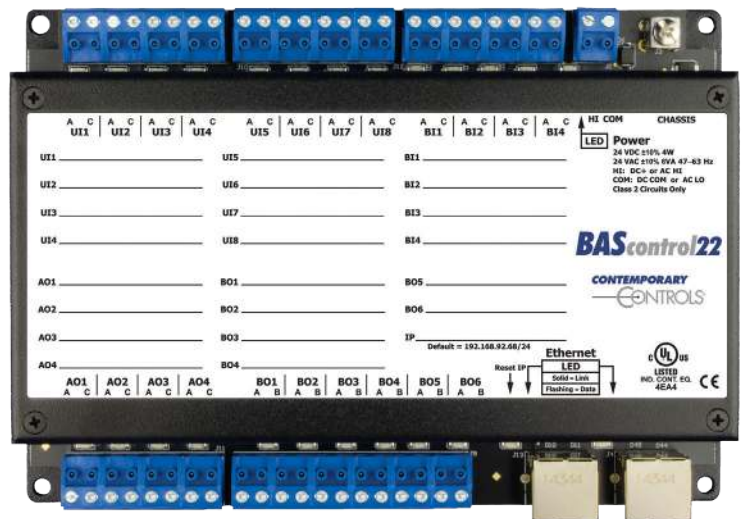 A C A C A C A C A C A C A C A C A C A C A C A C HI COM CHASSIS
UI1 UI2 UI3 UI4 UI5 UI6 UI7 UI8 BI1 BI2 BI3 BI4
LED Power
24 VDC ±10% 4W
24 VAC ±10% 6VA 47–63 Hz
HI: DC+ or AC HI
COM: DC COM or AC LO
Class 2 Circuits Only
UI1 UI5 BI1
UI2 UI6 BI2
UI3 UI7 BI3
UI4 UI8 BI4
BAScontrol22
AO1 BO1 BO5
CONTEMPORARY
CONTROLS
AO2 BO2 BO6
AO3 BO3 IP
Default = 192.168.92.68/24
AO4 BO4
Reset IP
Ethernet
LED
Solid = Link
Flashing = Data
C UL US
LISTED
IND. CONT. EQ.
4EA4
CE
AO1 AO2 AO3 AO4 BO1 BO2 BO3 BO4 BO5 BO6
A C A C A C A C A B A B A B A B A B A B